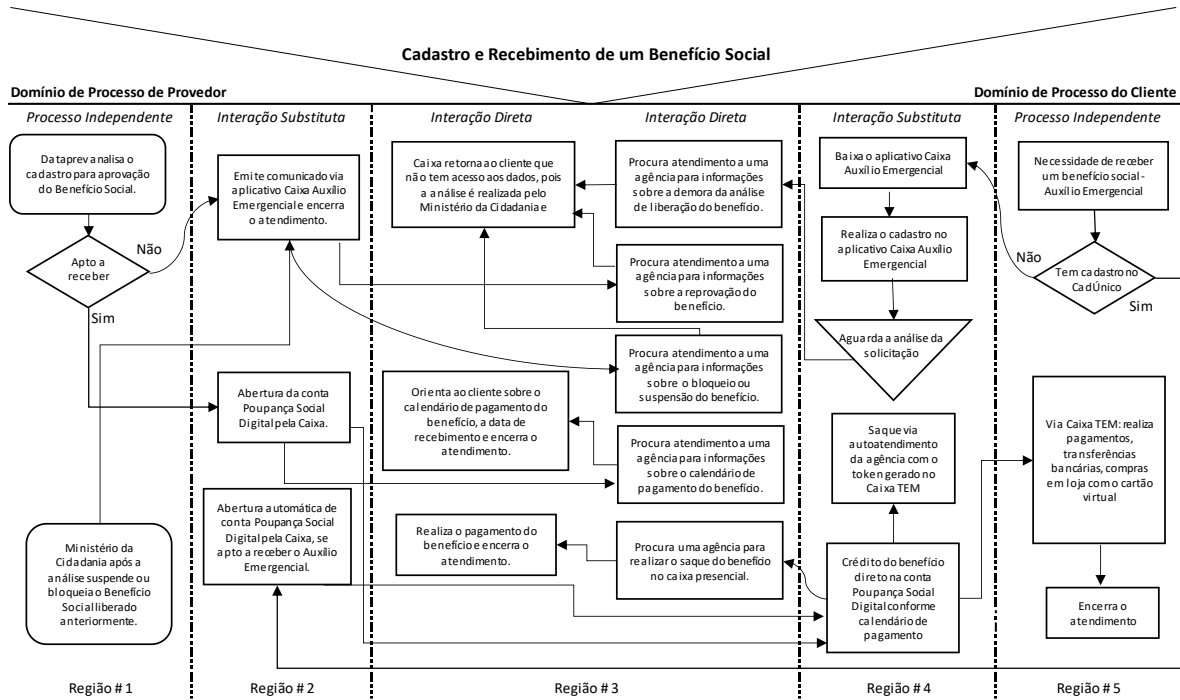 Cadastro e Recebimento de um Benefício Social
Domínio de Processo de Provedor
Domínio de Processo do Cliente
Processo Independente
Interação Substituta
Interação Direta
Interação Direta
Interação Substituta
Processo Independente
Dataprev analisa o
cadastro para aprovação
do Benefício Social.
Apto a
receber
Não
Sim
Ministério da
Cidadania após a
análise suspende ou
bloqueia o Benefício
Social liberado
anteriormente.
Emite comunicado via
aplicativo Caixa Auxílio
Emergencial e encerra
o atendimento.
Abertura da conta
Poupança Social
Digital pela Caixa.
Abertura automática de
conta Poupança Social
Digital pela Caixa, se
apto a receber o Auxílio
Emergencial.
Caixa retorna ao cliente que
não tem acesso aos dados, pois
a análise é realizada pelo
Ministério da Cidadania e
Orienta ao cliente sobre o
calendário de pagamento do
benefício, a data de
recebimento e encerra o
atendimento.
Realiza o pagamento do
benefício e encerra o
atendimento.
Procura atendimento a uma
agência para informações
sobre a demora da análise
de liberação do benefício.
Procura atendimento a uma
agência para informações
sobre a reprovação do
benefício.
Procura atendimento a uma
agência para informações
sobre o bloqueio ou
suspensão do benefício.
Procura atendimento a uma
agência para informações
sobre o calendário de
pagamento do benefício.
Procura uma agência para
realizar o saque do benefício
no caixa presencial.
Baixa o aplicativo Caixa
Auxílio Emergencial
Realiza o cadastro no
aplicativo Caixa Auxílio
Emergencial
Aguarda a análise da
solicitação
Saque via
autoatendimento
da agência com o
token gerado no
Caixa TEM
Crédito do benefício
direto na conta
Poupança Social
Digital conforme
calendário de
pagamento
Necessidade de receber
um benefício social -
Auxílio Emergencial
Não
Tem cadastro no
CadÚnico
Sim
Via Caixa TEM: realiza
pagamentos,
transferências
bancárias, compras
em loja com o cartão
virtual
Encerra o
atendimento
Região # 1
Região # 2
Região # 3
Região # 4
Região # 5